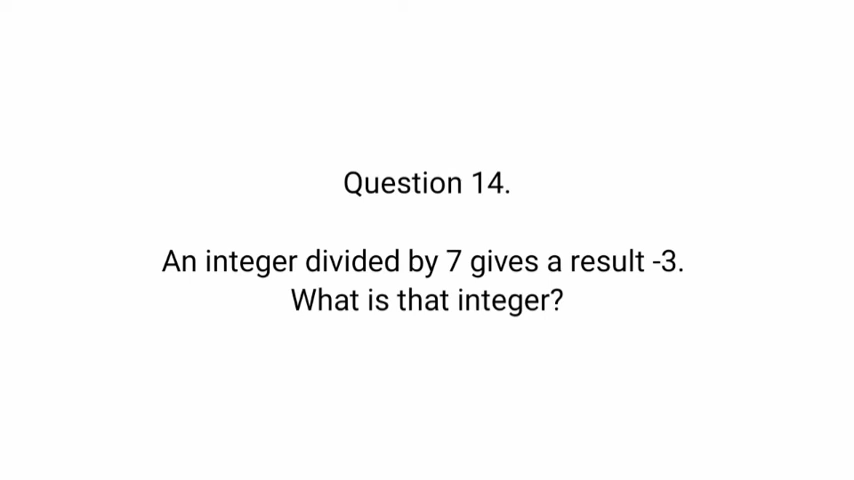 Question 14.
An integer divided by 7 gives a result -3.
What is that integer?